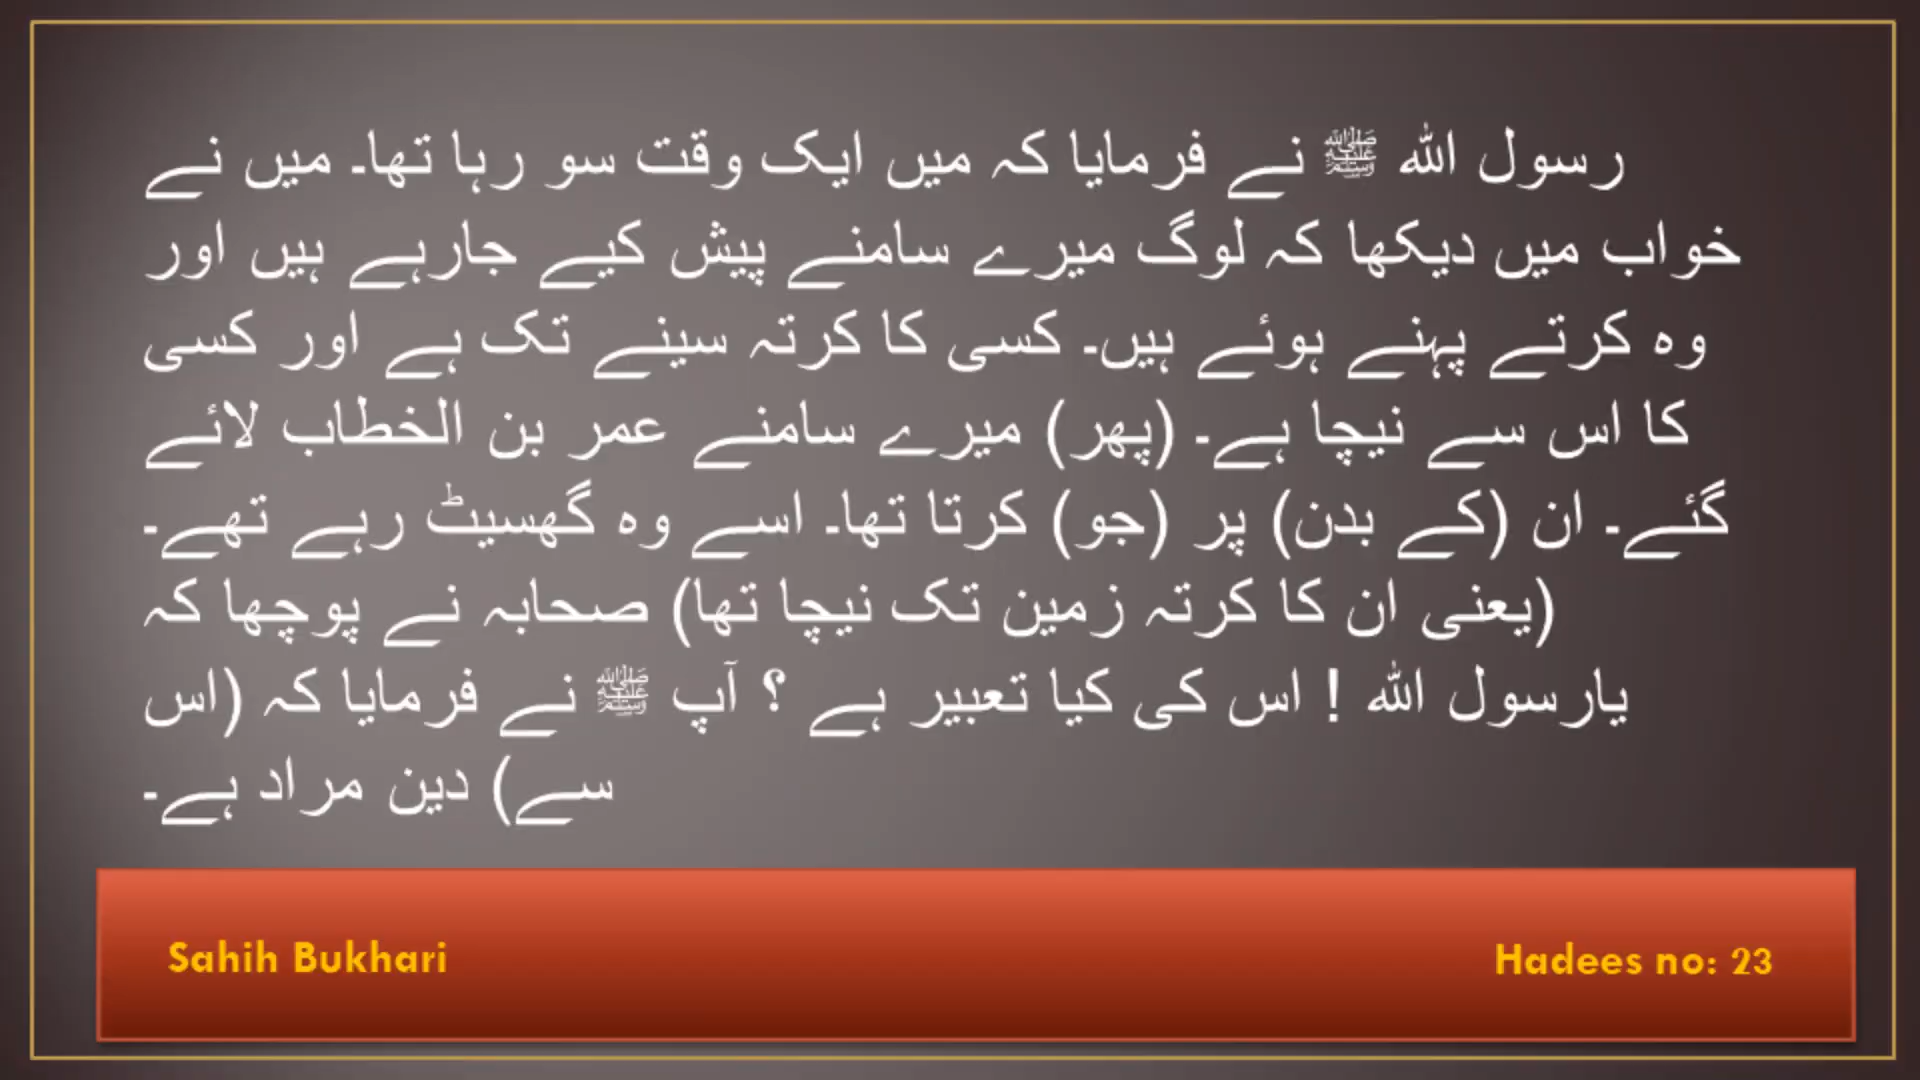 رسول اللہ ﷺ نے فرمایا کہ میں ایک وقت سو رہا تھا۔ میں نے
خواب میں دیکھا کہ لوگ میرے سامنے پیش کیے جارہے ہیں اور
وہ کرتے پہنے ہوئے ہیں۔ کسی کا کرتہ سینے تک ہے اور کسی
کا اس سے نیچا ہے۔ (پھر) میرے سامنے عمر بن الخطاب لائے
گئے۔ ان (کے بدن) پر (جو) کرتا تھا۔ اسے وہ گھسیٹ رہے تھے۔
(یعنی ان کا کرتہ زمین تک نیچا تھا) صحابہ نے پوچھا کہ
یارسول اللہ ! اس کی کیا تعبیر ہے ؟ آپ ﷺ نے فرمایا کہ (اس
سے) دین مراد ہے۔
Sahih Bukhari
Hadees no: 23